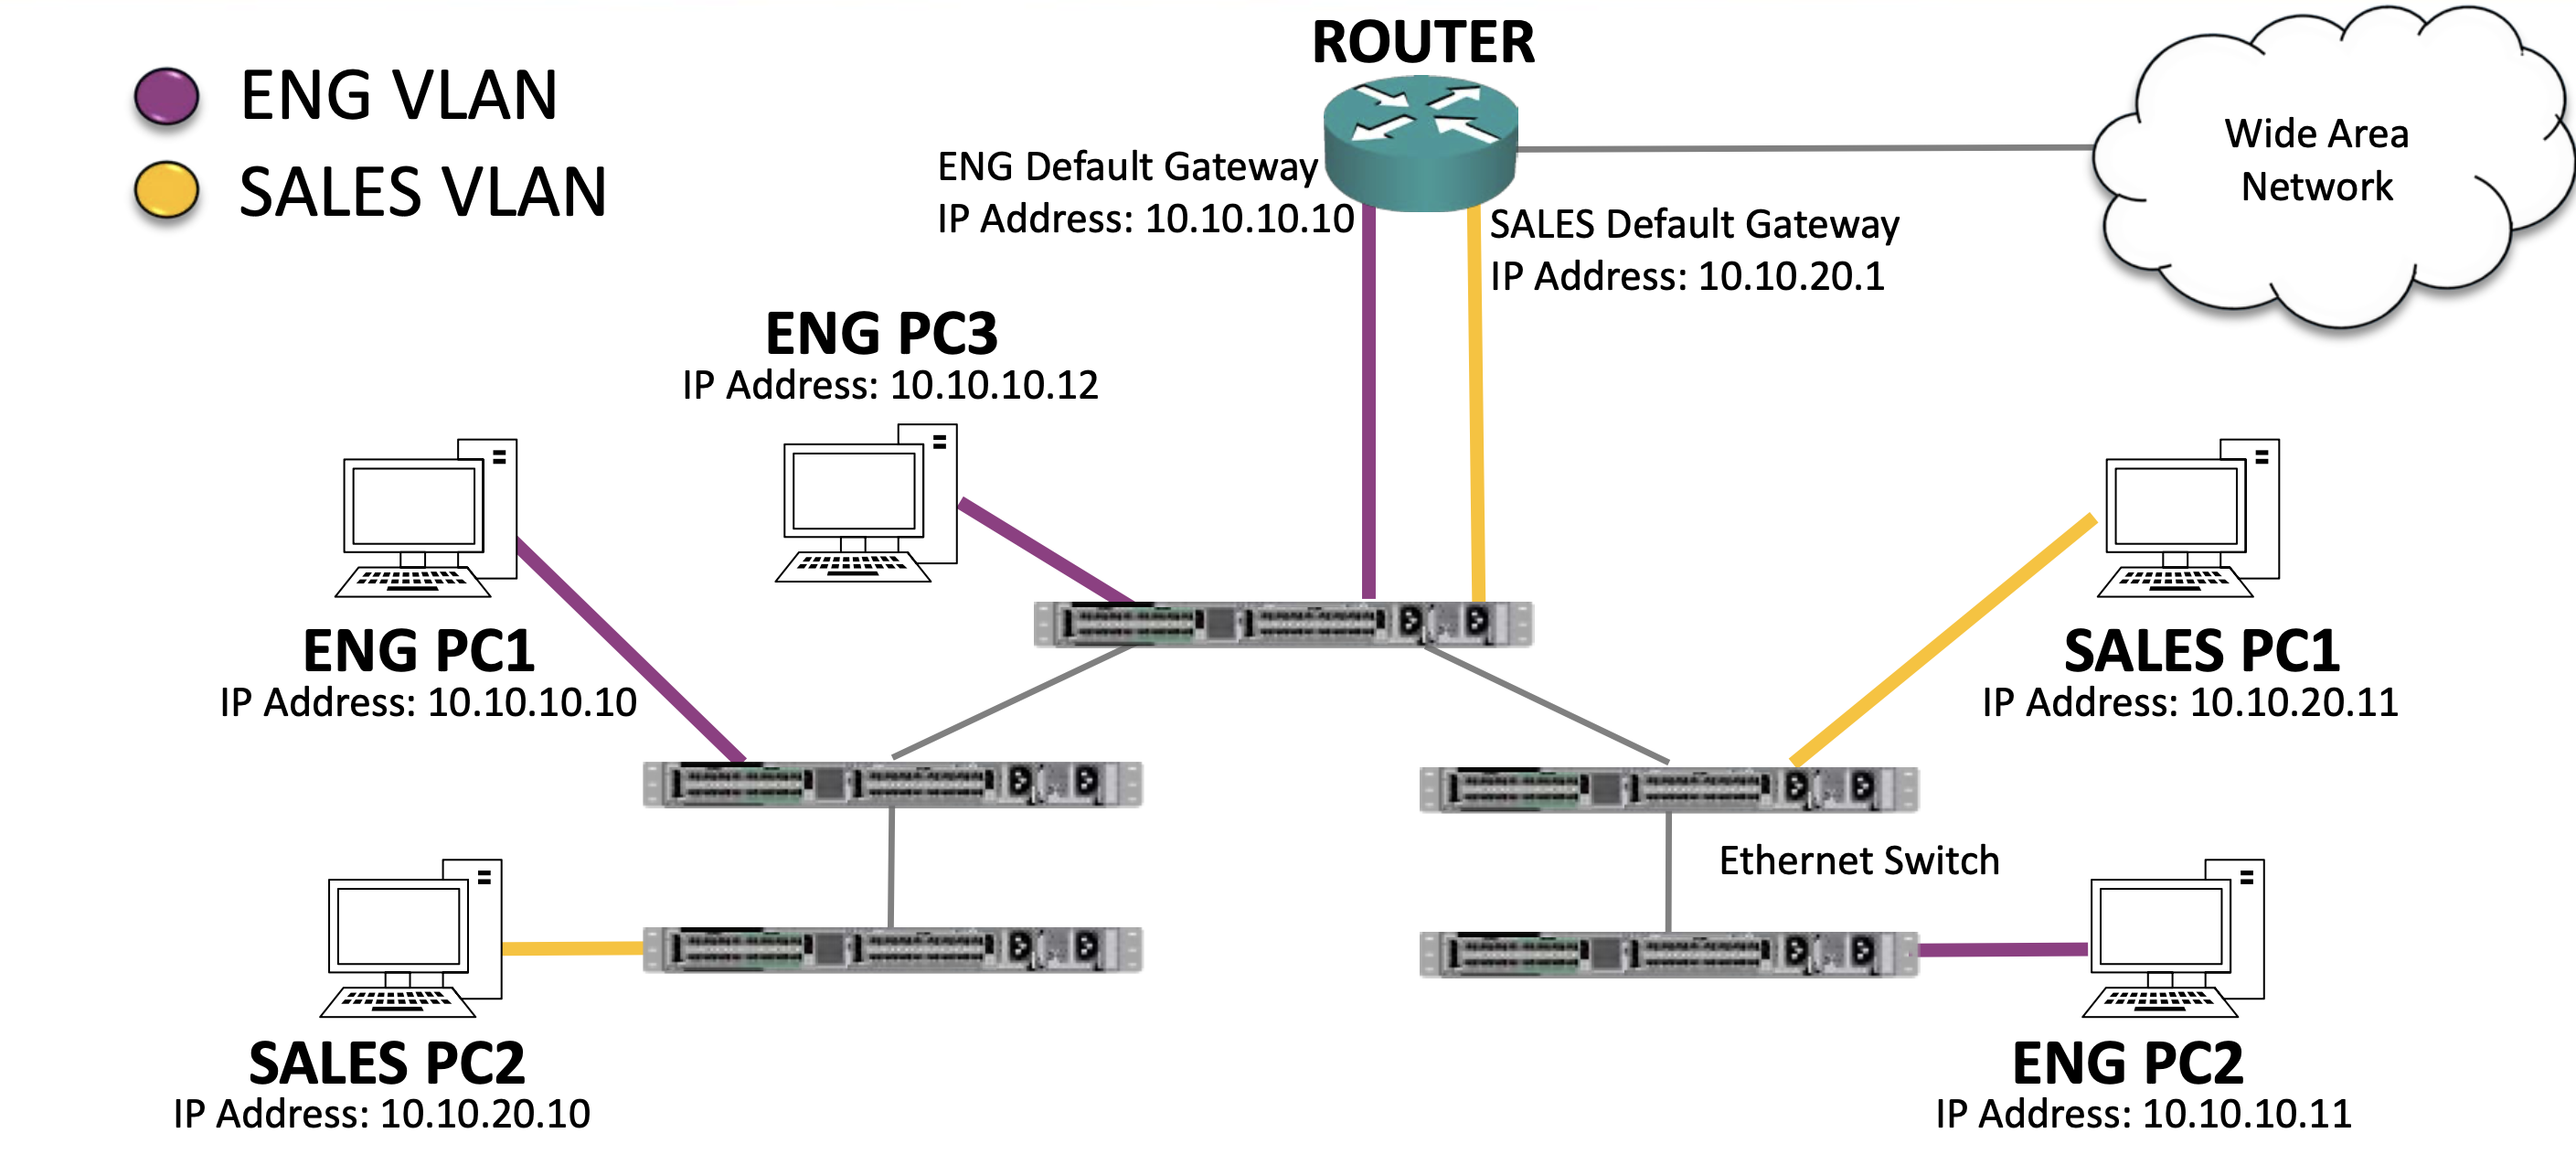 ROUTER
ENG VLAN
SALES VLAN
Wide Area
Network
ENG Default Gateway
IP Address: 10.10.10.10
SALES Default Gateway
IP Address: 10.10.20.1
ENG PC3
IP Address: 10.10.10.12
ENG PC1
IP Address: 10.10.10.10
SALES PC1
IP Address: 10.10.20.11
Ethernet Switch
SALES PC2
IP Address: 10.10.20.10
ENG PC2
IP Address: 10.10.10.11